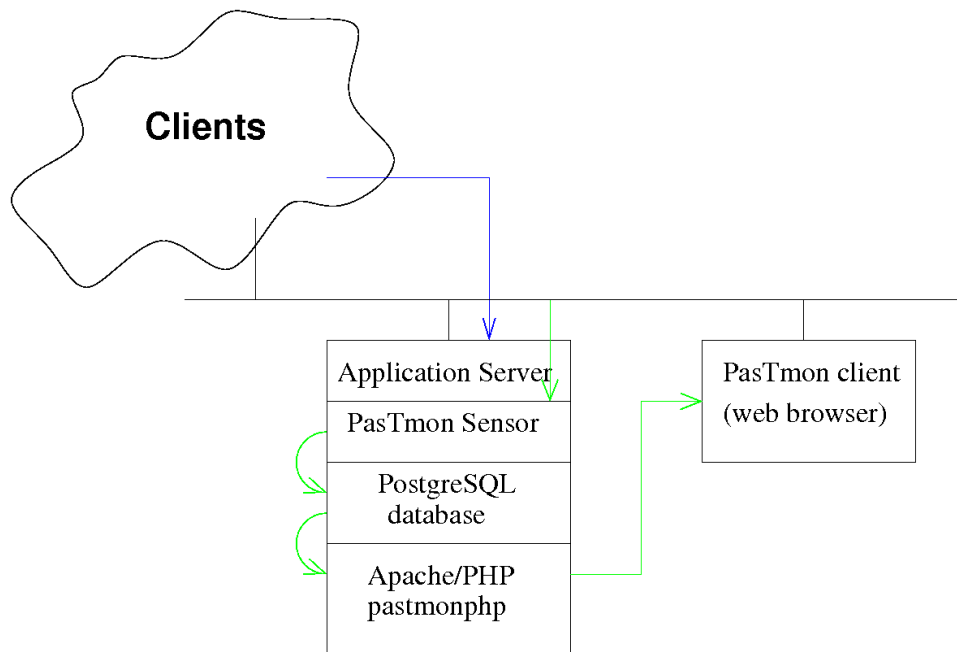 Clients
Application Server
PasTmon Sensor
PostgreSQL
database
Apache/PHP
pastmonphp
PasTmon client
(web browser)